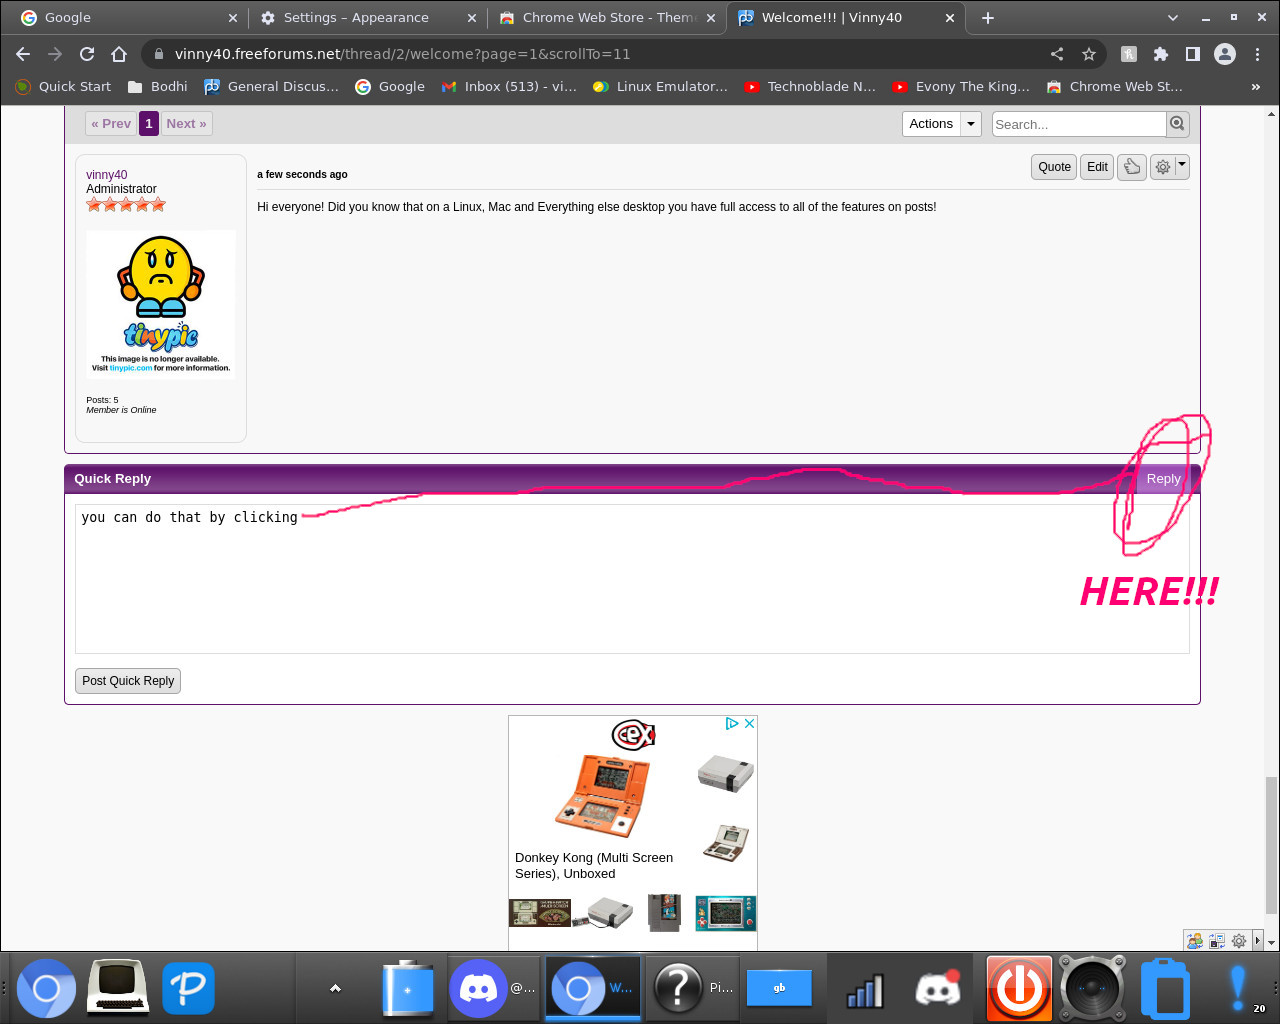 Google
Settings – Appearance
Chrome Web Store - Them
Welcome!!! | Vinny40
vinny40.freeforums.net/thread/2/welcome?page=1&scrollTo=11
Quick Start
Bodhi
General Discus...
Google
Inbox (513) - vi...
Linux Emulator...
Technoblade N...
Evony The King...
Chrome Web St...
»
« Prev 1 Next »
Actions
Search...
vinny40
Administrator
a few seconds ago
Quote
Edit
Hi everyone! Did you know that on a Linux, Mac and Everything else desktop you have full access to all of the features on posts!
tinypic
This image is no longer available.
Visit tinypic.com for more information.
Posts: 5
Member is Online
Quick Reply
Reply
you can do that by clicking
HERE!!!
Post Quick Reply
cex
Donkey Kong (Multi Screen
Series), Unboxed
@...
W...
Pi...
gb
20